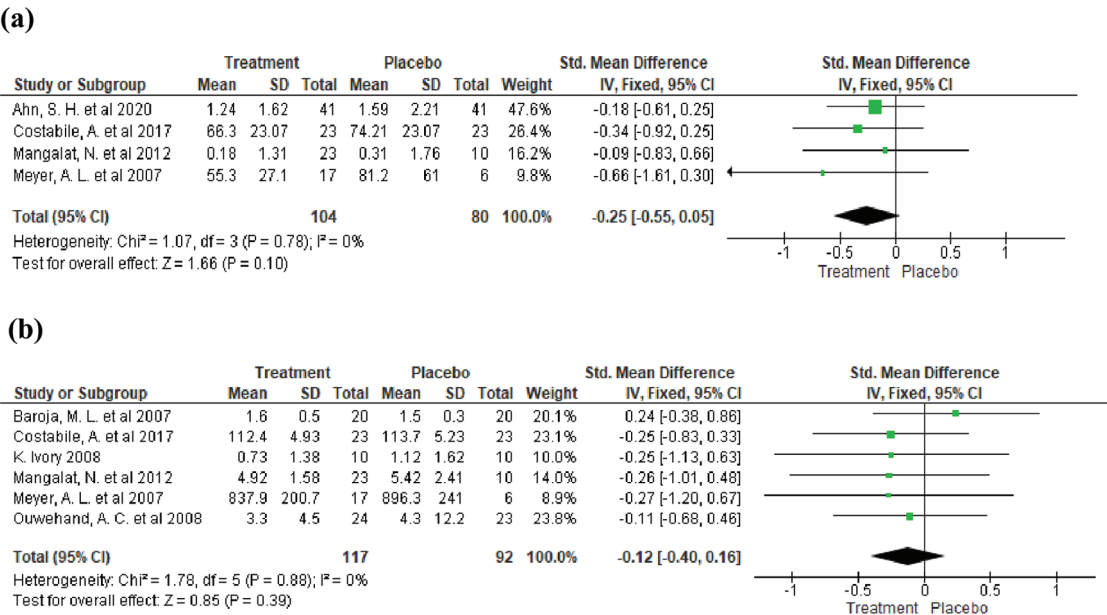 (a)
Treatment Placebo Std. Mean Difference Std. Mean Difference
Study or Subgroup Mean SD Total Mean SD Total Weight IV, Fixed, 95% CI IV, Fixed, 95% CI
Ahn, S. H. et al 2020 1.24 1.62 41 1.59 2.21 41 47.6% -0.18 [-0.61, 0.25]
Costabile, A. et al 2017 66.3 23.07 23 74.21 23.07 23 26.4% -0.34 [-0.92, 0.25]
Mangalat, N. et al 2012 0.18 1.31 23 0.31 1.76 10 16.2% -0.09 [-0.83, 0.66]
Meyer, A. L. et al 2007 55.3 27.1 17 81.2 61 6 9.8% -0.66 [-1.61, 0.30]
Total (95% CI) 104 80 100.0% -0.25 [-0.55, 0.05]
Heterogeneity: Chi² = 1.07, df = 3 (P = 0.78); I² = 0%
Test for overall effect: Z = 1.66 (P = 0.10)
-1 -0.5 0 0.5 1
Treatment Placebo
(b)
Treatment Placebo Std. Mean Difference Std. Mean Difference
Study or Subgroup Mean SD Total Mean SD Total Weight IV, Fixed, 95% CI IV, Fixed, 95% CI
Baroja, M. L. et al 2007 1.6 0.5 20 1.5 0.3 20 20.1% 0.24 [-0.38, 0.86]
Costabile, A. et al 2017 112.4 4.93 23 113.7 5.23 23 23.1% -0.25 [-0.83, 0.33]
K. Ivory 2008 0.73 1.38 10 1.12 1.62 10 10.0% -0.25 [-1.13, 0.63]
Mangalat, N. et al 2012 4.92 1.58 23 5.42 2.41 10 14.0% -0.26 [-1.01, 0.48]
Meyer, A. L. et al 2007 837.9 200.7 17 896.3 241 6 8.9% -0.27 [-1.20, 0.67]
Ouwehand, A. C. et al 2008 3.3 4.5 24 4.3 12.2 23 23.8% -0.11 [-0.68, 0.46]
Total (95% CI) 117 92 100.0% -0.12 [-0.40, 0.16]
Heterogeneity: Chi² = 1.78, df = 5 (P = 0.88); I² = 0%
Test for overall effect: Z = 0.85 (P = 0.39)
-1 -0.5 0 0.5 1
Treatment Placebo